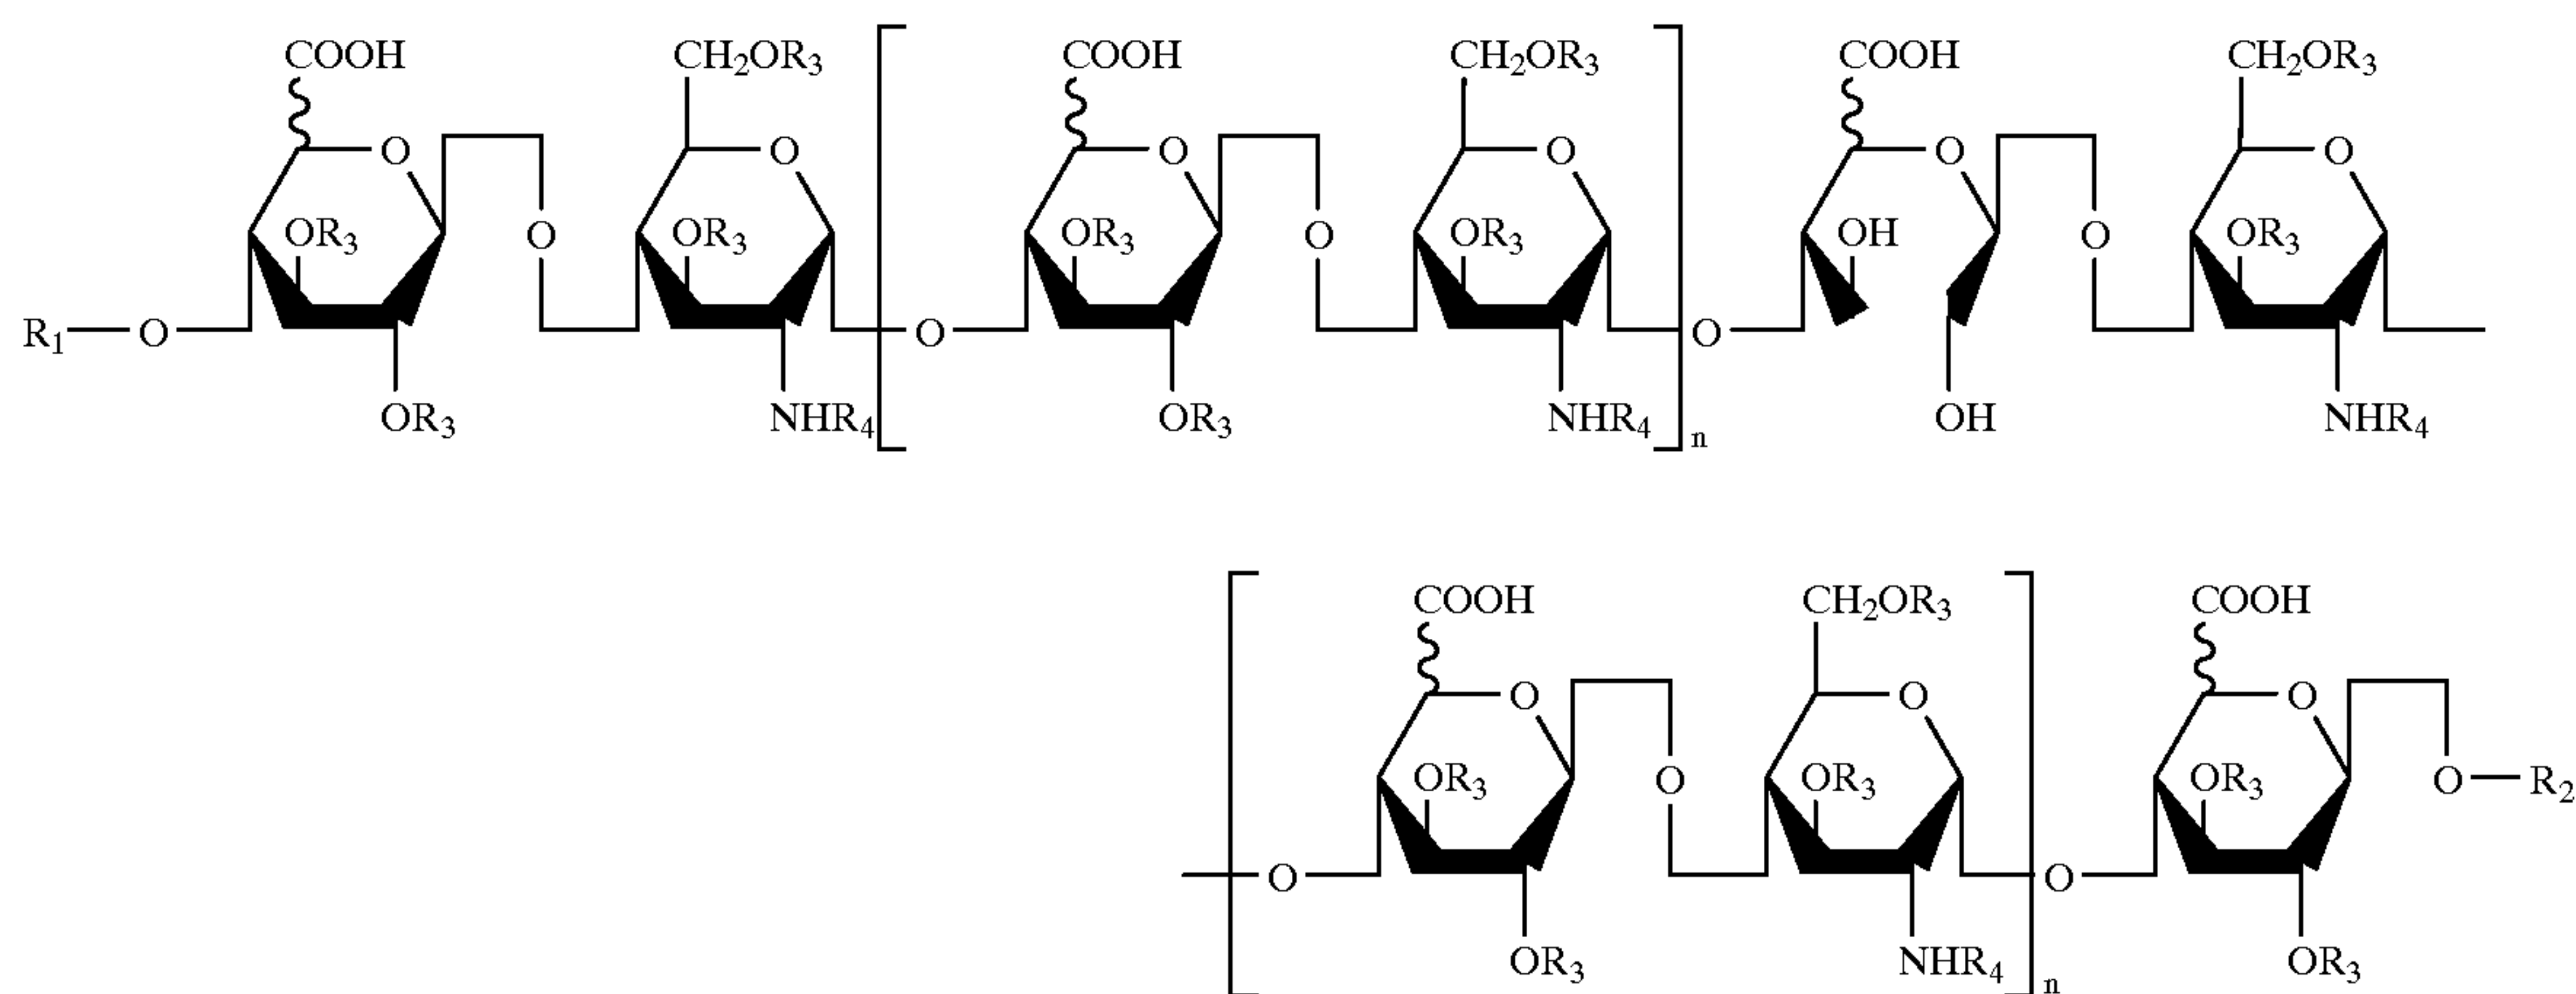 COOH CH₂OR₃ COOH CH₂OR₃ COOH CH₂OR₃
O O O O O O
OR₃ O OR₃ OR₃ O OR₃ OH O OR₃
R₁ O O O
OR₃ NHR₄ OR₃ NHR₄ n OH NHR₄
COOH CH₂OR₃ COOH
O O O
OR₃ O OR₃ OR₃ O R₂
O O
OR₃ NHR₄ n OR₃